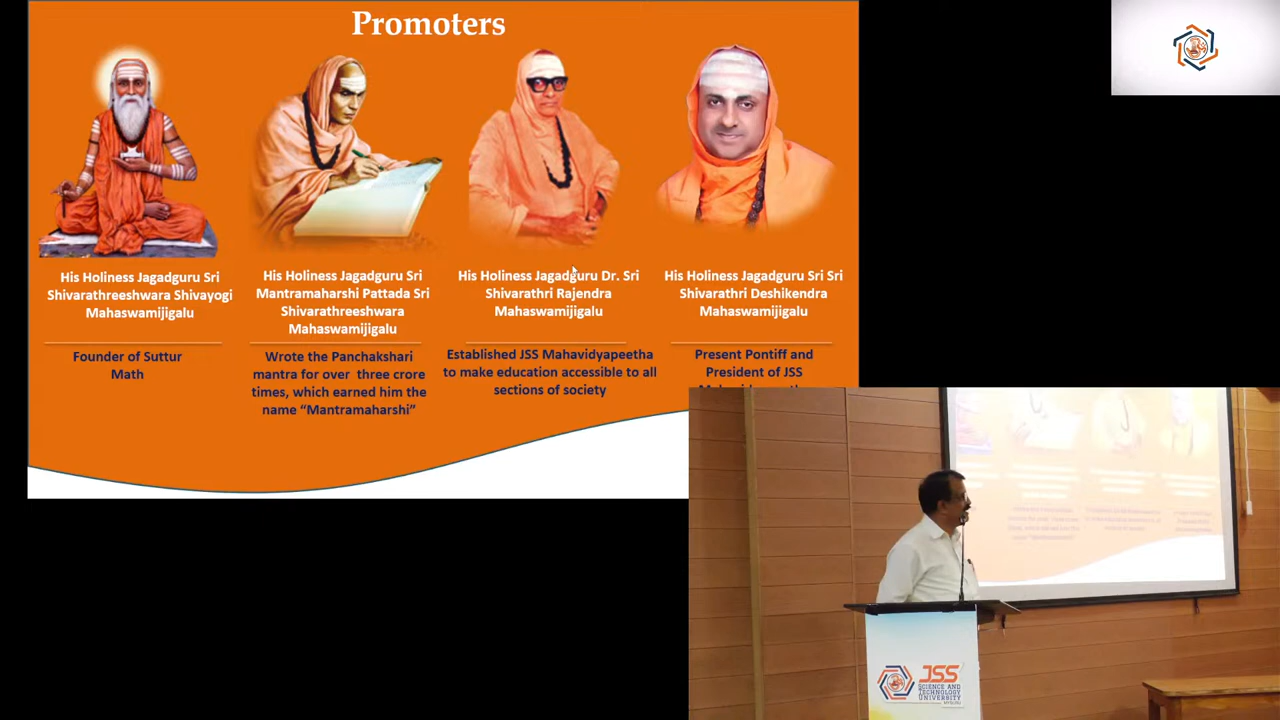 Promoters
His Holiness Jagadguru Sri
Shivarathreeshwara Shivayogi
Mahaswamijigalu
Founder of Suttur
Math
His Holiness Jagadguru Sri
Mantramaharshi Pattada Sri
Shivarathreeshwara
Mahaswamijigalu
Wrote the Panchakshari
mantra for over three crore
times, which earned him the
name “Mantramaharshi”
His Holiness Jagadguru Dr. Sri
Shivarathri Rajendra
Mahaswamijigalu
Established JSS Mahavidyapeetha
to make education accessible to all
sections of society
His Holiness Jagadguru Sri Sri
Shivarathri Deshikendra
Mahaswamijigalu
Present Pontiff and
President of JSS
JSS
SCIENCE AND
TECHNOLOGY
UNIVERSITY
MYSURU